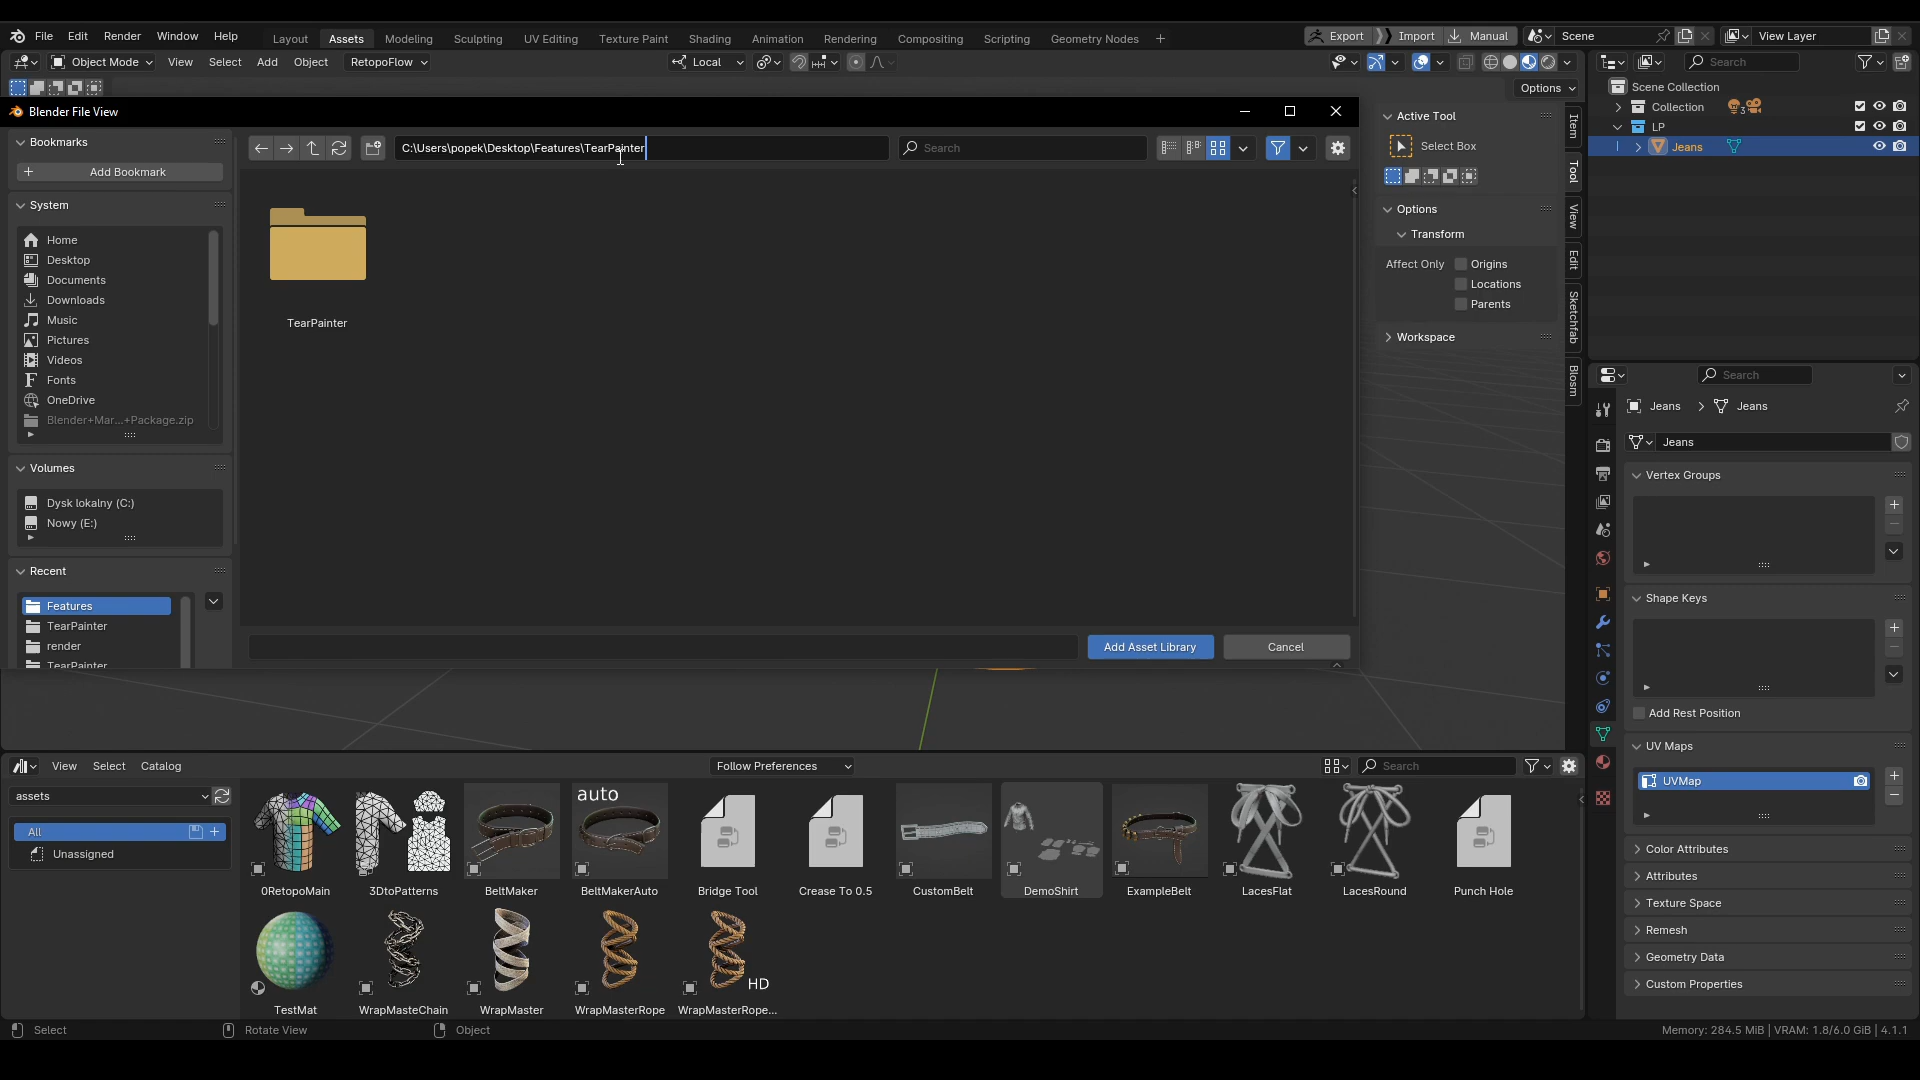 File Edit Render Window Help Layout Assets Modeling Sculpting UV Editing Texture Paint Shading Animation Rendering Compositing Scripting Geometry Nodes + Export Import Manual Scene View Layer
Object Mode View Select Add Object RetopoFlow Local Search
Options
Blender File View
Bookmarks
Add Bookmark
System
Home
Desktop
Documents
Downloads
Music
Pictures
Videos
Fonts
OneDrive
Blender+Mar...+Package.zip
Volumes
Dysk lokalny (C:)
Nowy (E:)
Recent
Features
TearPainter
render
TearPainter
C:\Users\popek\Desktop\Features\TearPainter
Search
TearPainter
Add Asset Library
Cancel
Active Tool
Select Box
Options
Transform
Affect Only Origins
Locations
Parents
Workspace
Item
Tool
View
Edit
Sketchfab
Blosm
Scene Collection
Collection 3
LP
Jeans
Search
Jeans > Jeans
Jeans
Vertex Groups
Shape Keys
Add Rest Position
UV Maps
UVMap
Color Attributes
Attributes
Texture Space
Remesh
Geometry Data
Custom Properties
View Select Catalog Follow Preferences Search
assets
All
Unassigned
auto
0RetopoMain 3DtoPatterns BeltMaker BeltMakerAuto Bridge Tool Crease To 0.5 CustomBelt DemoShirt ExampleBelt LacesFlat LacesRound Punch Hole
HD
TestMat WrapMasteChain WrapMaster WrapMasterRope WrapMasterRope...
Select Rotate View Object Memory: 284.5 MiB | VRAM: 1.8/6.0 GiB | 4.1.1